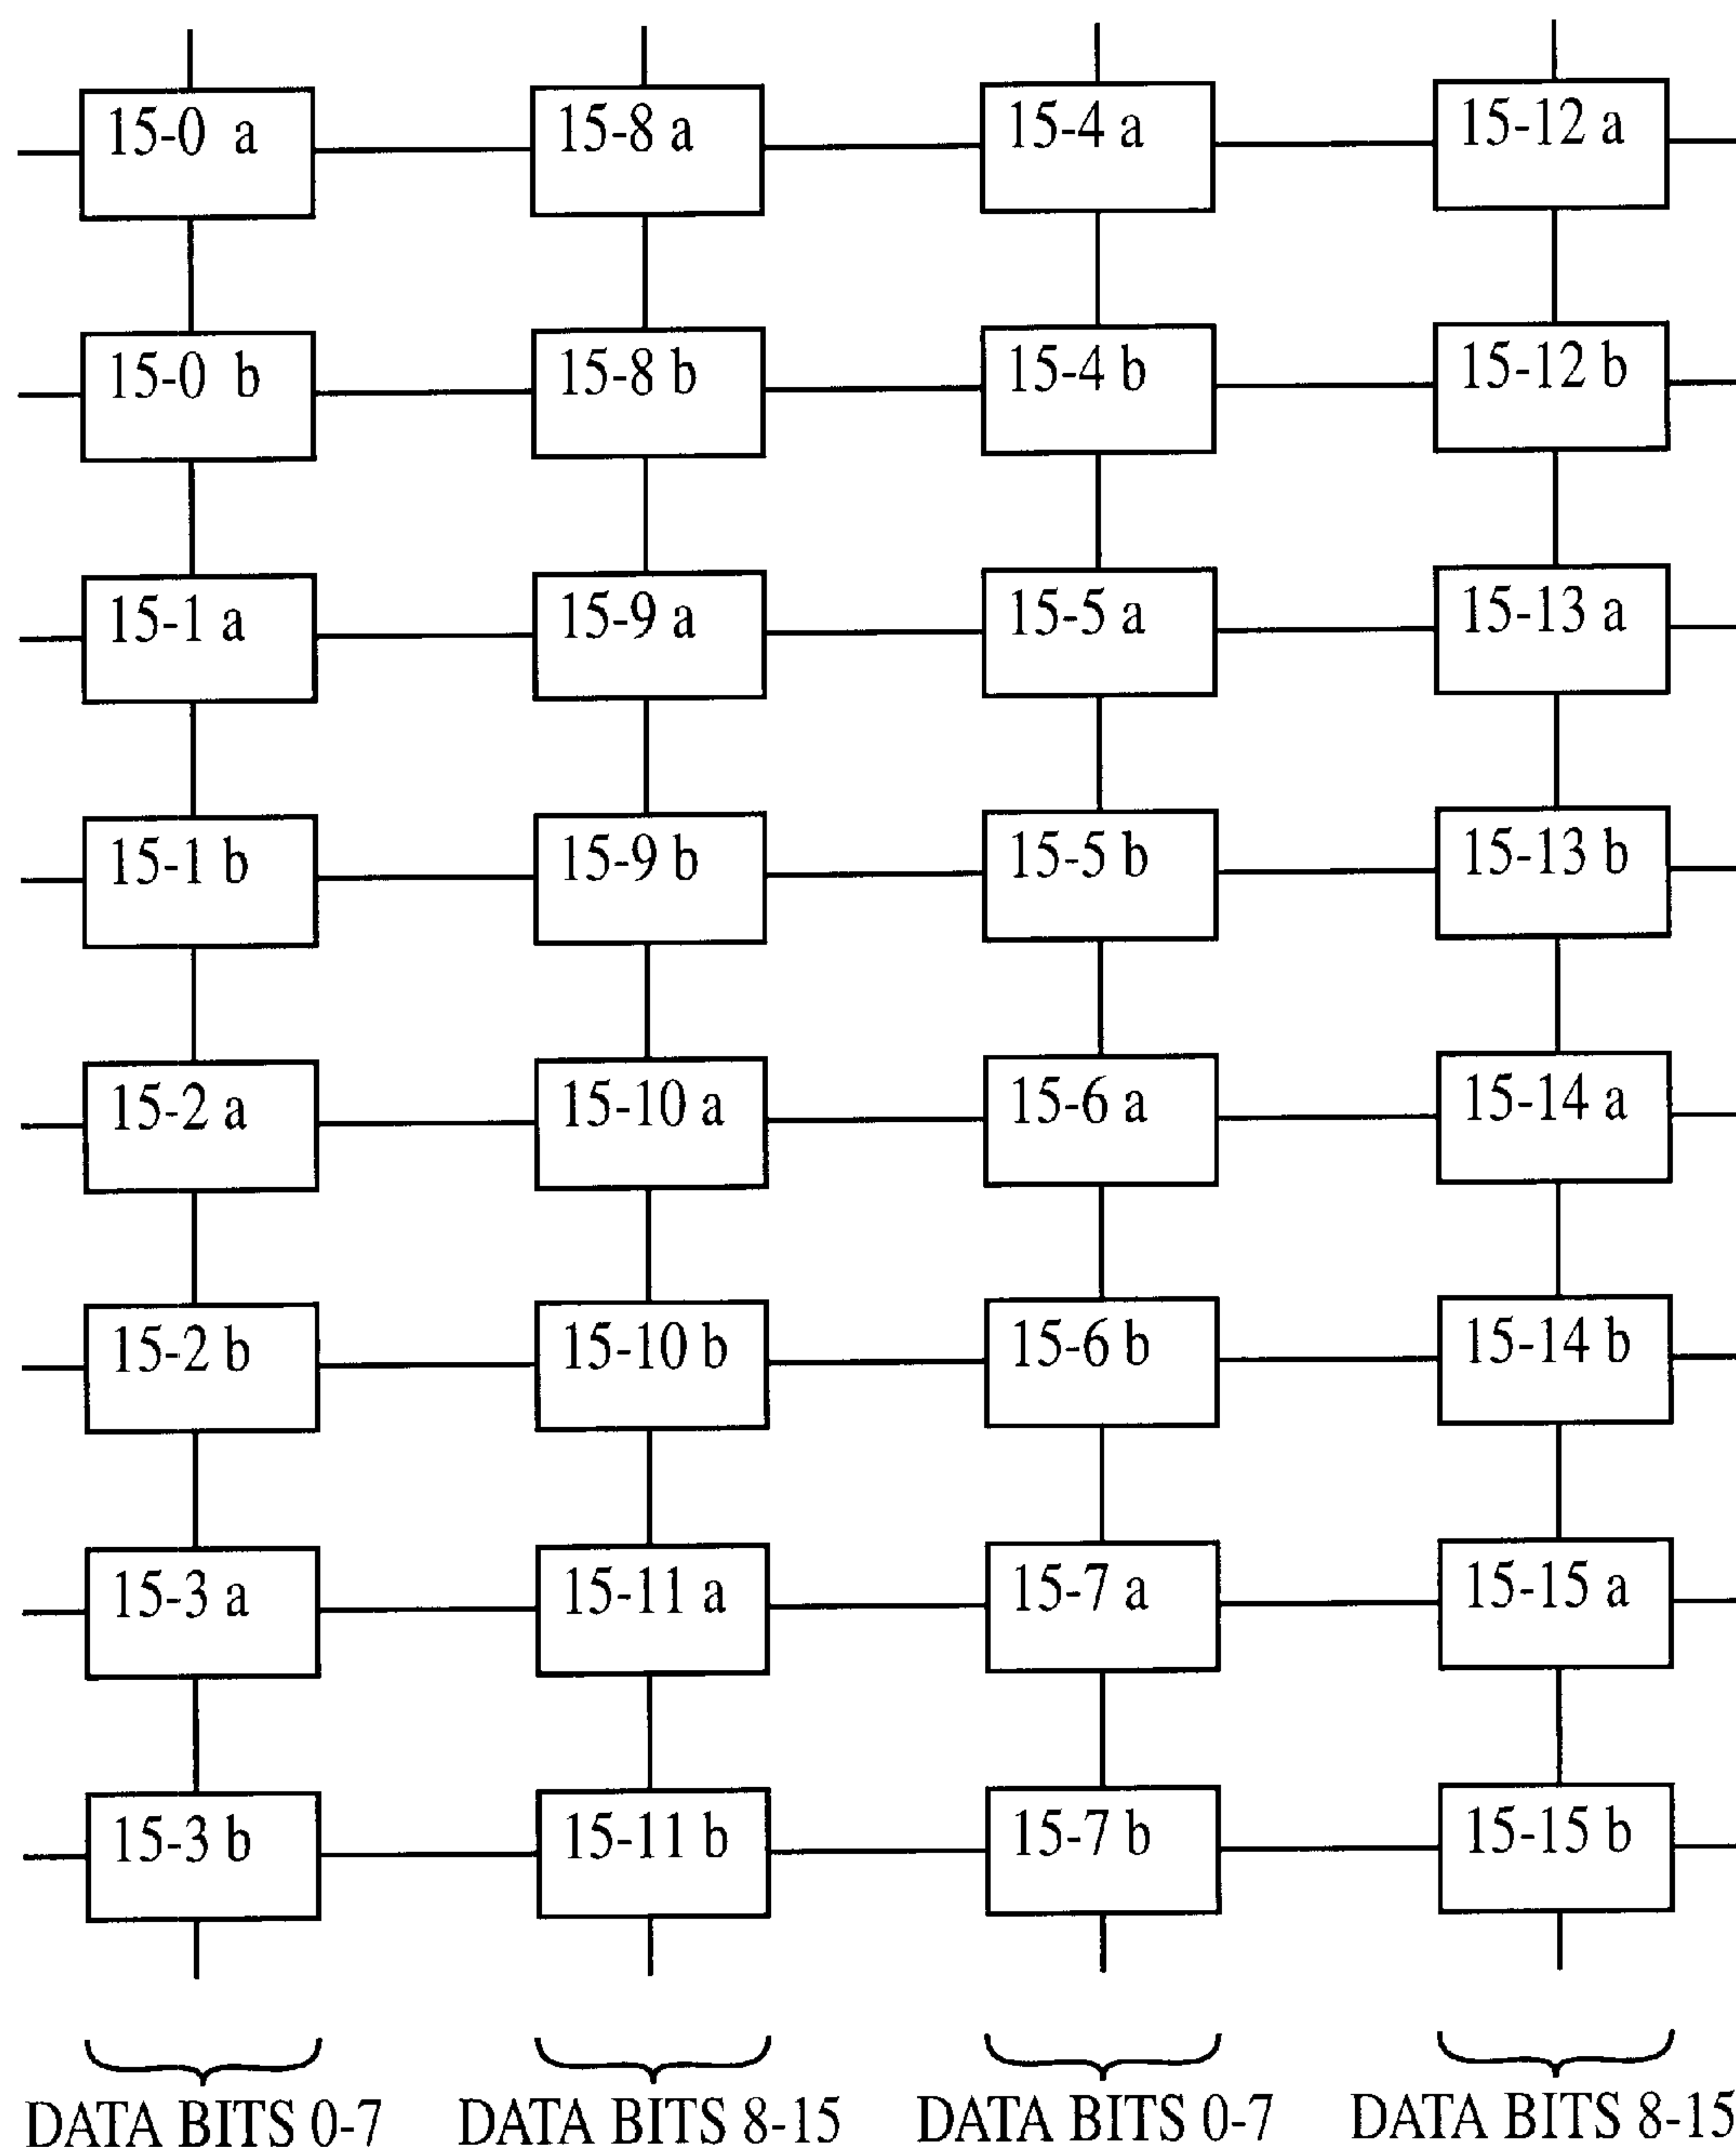 15-0 a 15-8 a 15-4 a 15-12 a
15-0 b 15-8 b 15-4 b 15-12 b
15-1 a 15-9 a 15-5 a 15-13 a
15-1 b 15-9 b 15-5 b 15-13 b
15-2 a 15-10 a 15-6 a 15-14 a
15-2 b 15-10 b 15-6 b 15-14 b
15-3 a 15-11 a 15-7 a 15-15 a
15-3 b 15-11 b 15-7 b 15-15 b
DATA BITS 0-7 DATA BITS 8-15 DATA BITS 0-7 DATA BITS 8-15